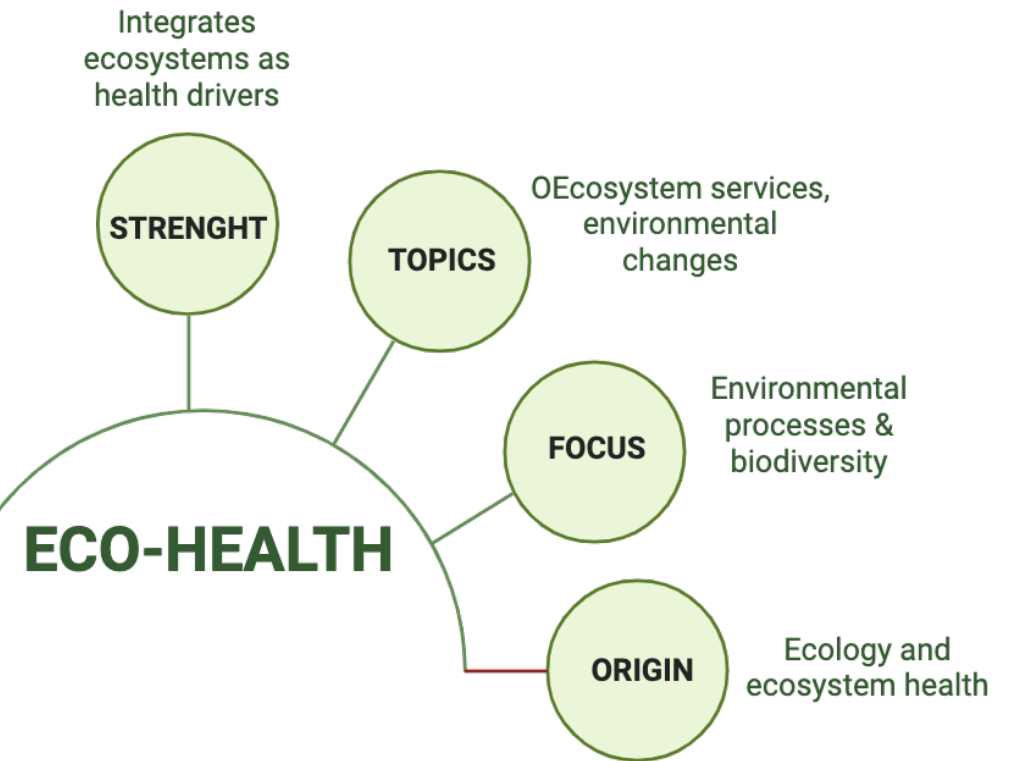 Integrates
ecosystems as
health drivers
STRENGHT
TOPICS
OEcosystem services,
environmental
changes
FOCUS
Environmental
processes &
biodiversity
ECO-HEALTH
ORIGIN
Ecology and
ecosystem health